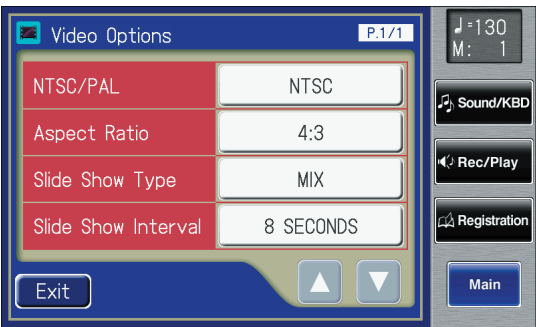 Video Options P.1/1
NTSC/PAL NTSC
Aspect Ratio 4:3
Slide Show Type MIX
Slide Show Interval 8 SECONDS
Exit
♩=130
M: 1
Sound/KBD
Rec/Play
Registration
Main